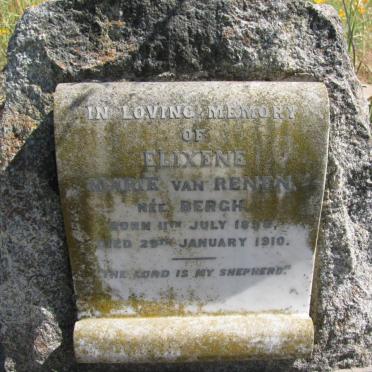 IN LOVING MEMORY
OF
ELIXENE
MARIE VAN RENEN
NÉE BERGH
BORN 11TH JULY
DIED 29TH JANUARY 1910.
"THE LORD IS MY SHEPHERD."